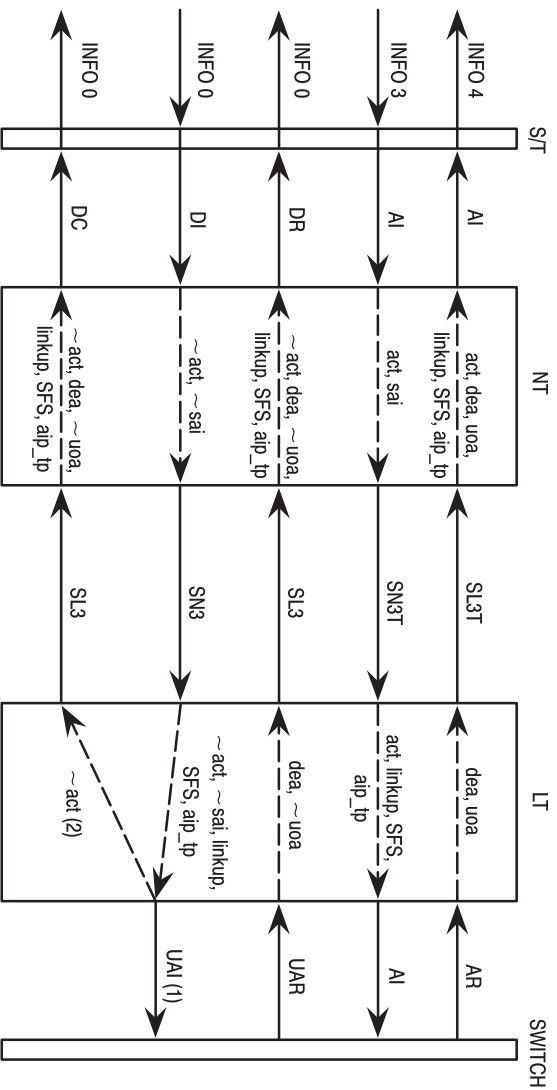 S/T
NT
LT
SWITCH
INFO 4
AI
act, dea, uoa,
linkup, SFS, aip_tp
SL3T
dea, uoa
AR
INFO 3
AI
act, sai
SN3T
act, linkup, SFS,
aip_tp
AI
INFO 0
DR
~ act, dea, ~ uoa,
linkup, SFS, aip_tp
SL3
dea, ~ uoa
UAR
INFO 0
DI
~ act, ~ sai
SN3
~ act, ~ sai, linkup,
SFS, aip_tp
UAI (1)
INFO 0
DC
~ act, dea, ~ uoa,
linkup, SFS, aip_tp
SL3
~ act (2)